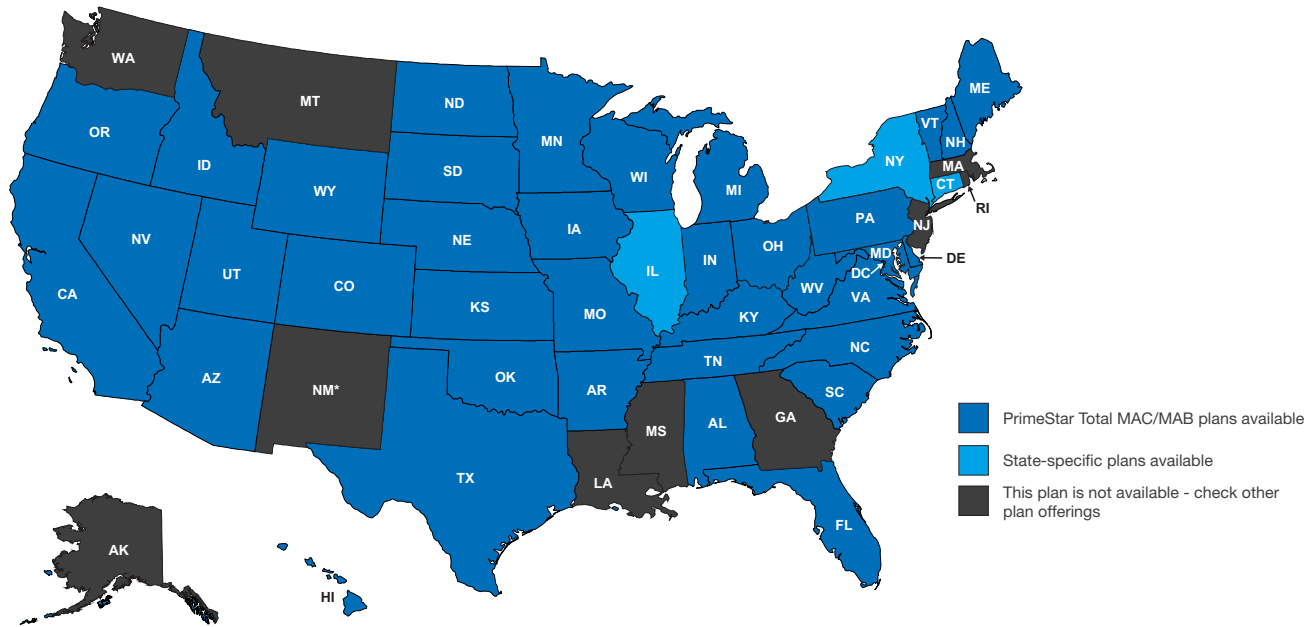 WA
MT
ND
MN
ME
VT
NH
OR
ID
WY
SD
WI
MI
NY
MA
CT
RI
NV
UT
CO
NE
IA
IL
IN
OH
PA
NJ
MD
DE
DC
CA
AZ
NM*
KS
MO
KY
WV
VA
OK
AR
TN
NC
SC
TX
LA
MS
AL
GA
FL
AK
HI
PrimeStar Total MAC/MAB plans available
State-specific plans available
This plan is not available - check other
plan offerings